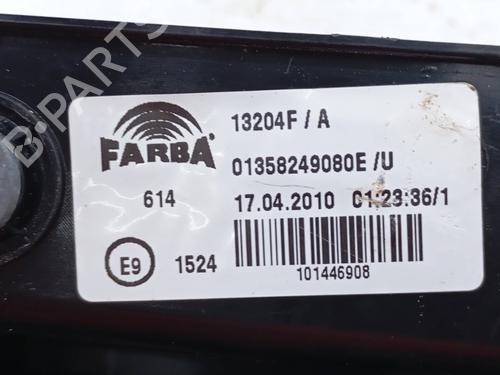 B-PARTS
FARBA
13204F / A
01358249080E /U
614
17.04.2010 01:23:36/1
E9
1524
101446908